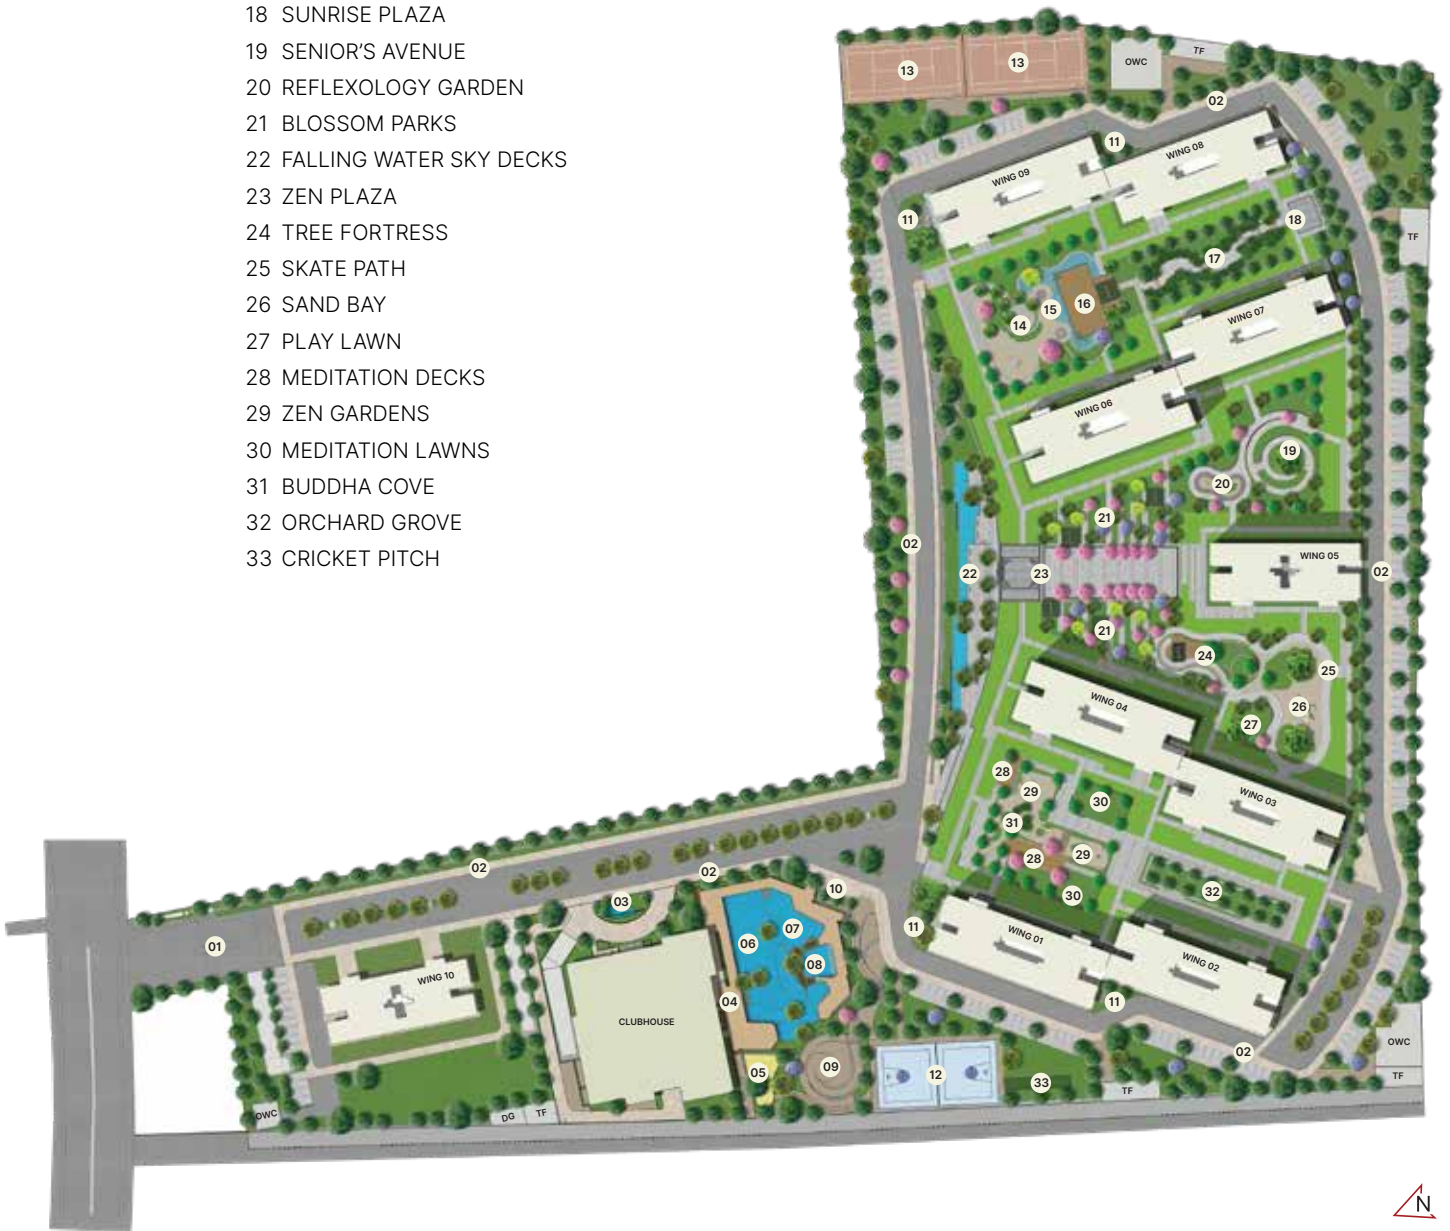 18 SUNRISE PLAZA
19 SENIOR'S AVENUE
20 REFLEXOLOGY GARDEN
21 BLOSSOM PARKS
22 FALLING WATER SKY DECKS
23 ZEN PLAZA
24 TREE FORTRESS
25 SKATE PATH
26 SAND BAY
27 PLAY LAWN
28 MEDITATION DECKS
29 ZEN GARDENS
30 MEDITATION LAWNS
31 BUDDHA COVE
32 ORCHARD GROVE
33 CRICKET PITCH
13
13
OWC
TF
02
11
WING 08
WING 09
11
18
TF
17
16
15
14
WING 07
WING 06
19
20
21
02
22
23
WING 05
02
21
24
25
26
27
WING 04
28
29
30
WING 03
31
28
29
30
32
02
02
10
03
01
06
07
08
11
WING 01
WING 02
WING 10
04
11
CLUBHOUSE
02
OWC
05
09
12
33
TF
TF
OWC
DG
TF
N